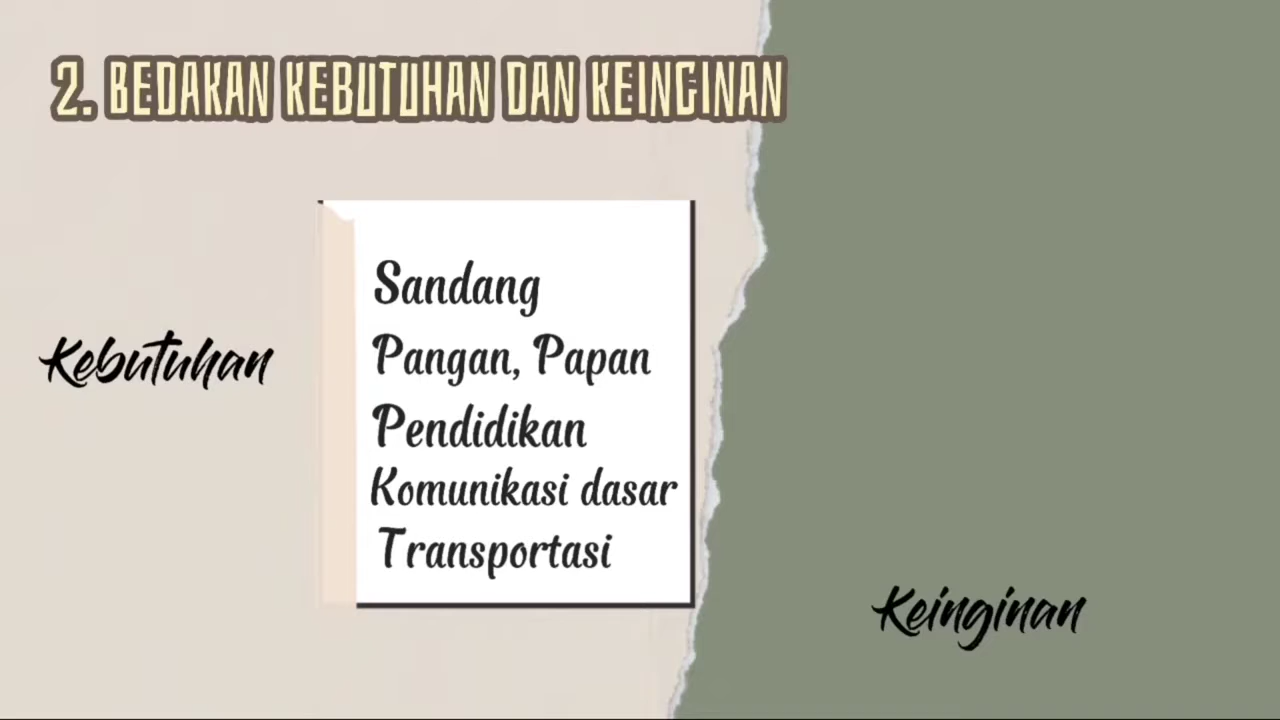 2. BEDAKAN KEBUTUHAN DAN KEINGINAN
Kebutuhan
Sandang
Pangan, Papan
Pendidikan
Komunikasi dasar
Transportasi
Keinginan